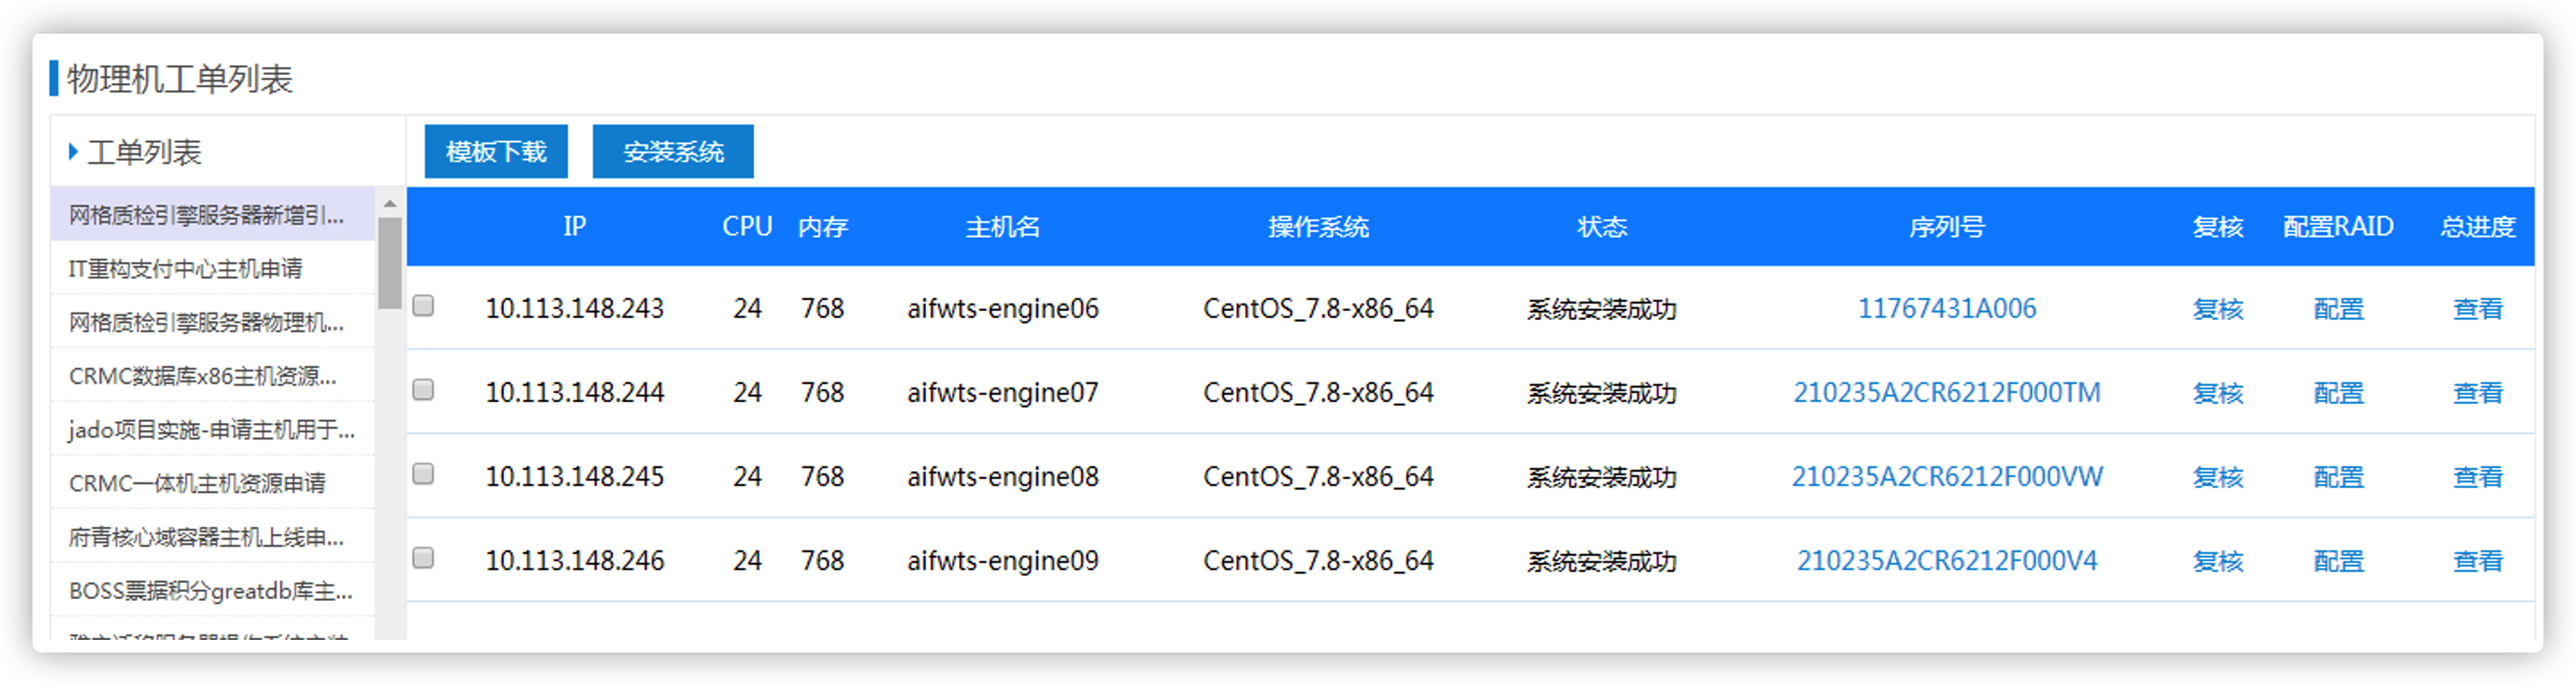 物理机工单列表
工单列表
模板下载 安装系统
网格质检引擎服务器新增引...
IT重构支付中心主机申请
网格质检引擎服务器物理机...
CRMC数据库x86主机资源...
jado项目实施-申请主机用于...
CRMC一体机主机资源申请
府青核心域容器主机上线申...
BOSS票据积分greatdb库主...
IP CPU 内存 主机名 操作系统 状态 序列号 复核 配置RAID 总进度
10.113.148.243 24 768 aifwts-engine06 CentOS_7.8-x86_64 系统安装成功 11767431A006 复核 配置 查看
10.113.148.244 24 768 aifwts-engine07 CentOS_7.8-x86_64 系统安装成功 210235A2CR6212F000TM 复核 配置 查看
10.113.148.245 24 768 aifwts-engine08 CentOS_7.8-x86_64 系统安装成功 210235A2CR6212F000VW 复核 配置 查看
10.113.148.246 24 768 aifwts-engine09 CentOS_7.8-x86_64 系统安装成功 210235A2CR6212F000V4 复核 配置 查看